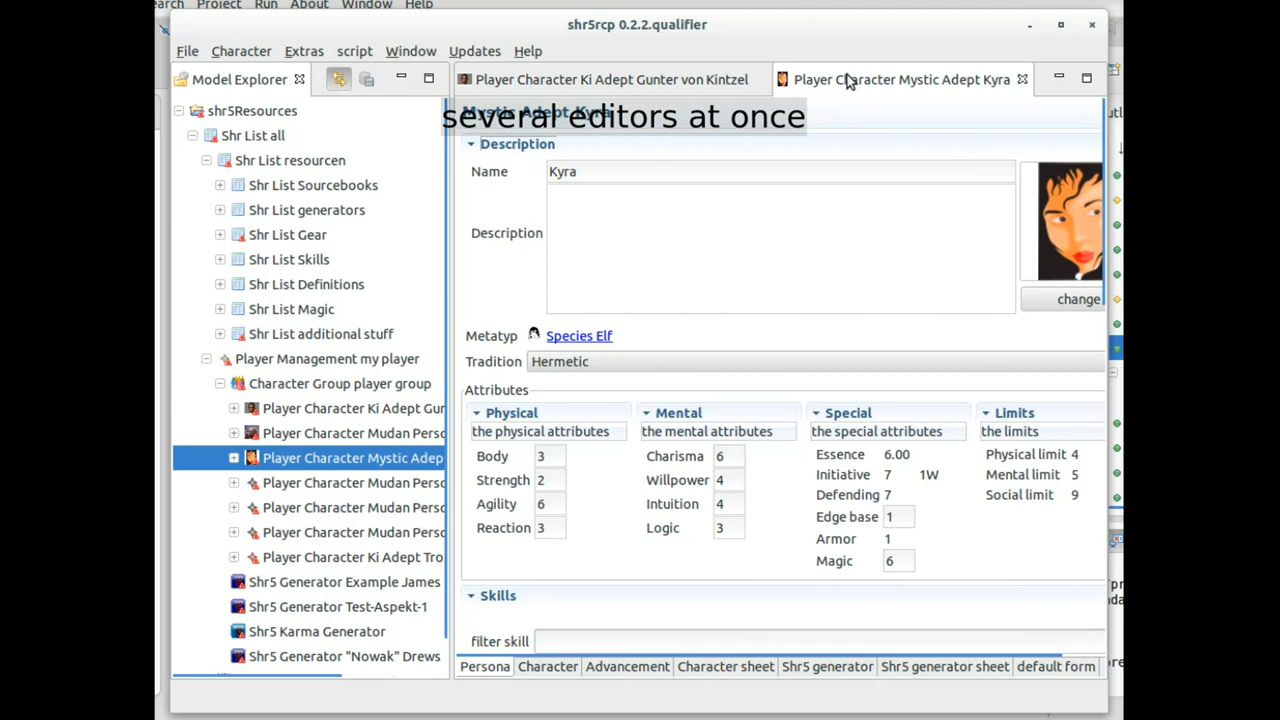 earch Project Run About Window Help
shr5rcp 0.2.2.qualifier
File Character Extras script Window Updates Help
Model Explorer
Player Character Ki Adept Gunter von Kintzel
Player Character Mystic Adept Kyra
Mystic Adept Kyra
several editors at once
shr5Resources
Shr List all
Shr List resourcen
Shr List Sourcebooks
Shr List generators
Shr List Gear
Shr List Skills
Shr List Definitions
Shr List Magic
Shr List additional stuff
Player Management my player
Character Group player group
Player Character Ki Adept Gur
Player Character Mudan Perso
Player Character Mystic Adep
Player Character Mudan Perso
Player Character Mudan Perso
Player Character Mudan Perso
Player Character Ki Adept Tro
Shr5 Generator Example James
Shr5 Generator Test-Aspekt-1
Shr5 Karma Generator
Shr5 Generator "Nowak" Drews
Description
Name Kyra
Description
change
Metatyp Species Elf
Tradition Hermetic
Attributes
Physical
the physical attributes
Body 3
Strength 2
Agility 6
Reaction 3
Mental
the mental attributes
Charisma 6
Willpower 4
Intuition 4
Logic 3
Special
the special attributes
Essence 6.00
Initiative 7 1W
Defending 7
Edge base 1
Armor 1
Magic 6
Limits
the limits
Physical limit 4
Mental limit 5
Social limit 9
Skills
filter skill
Persona Character Advancement Character sheet Shr5 generator Shr5 generator sheet default form